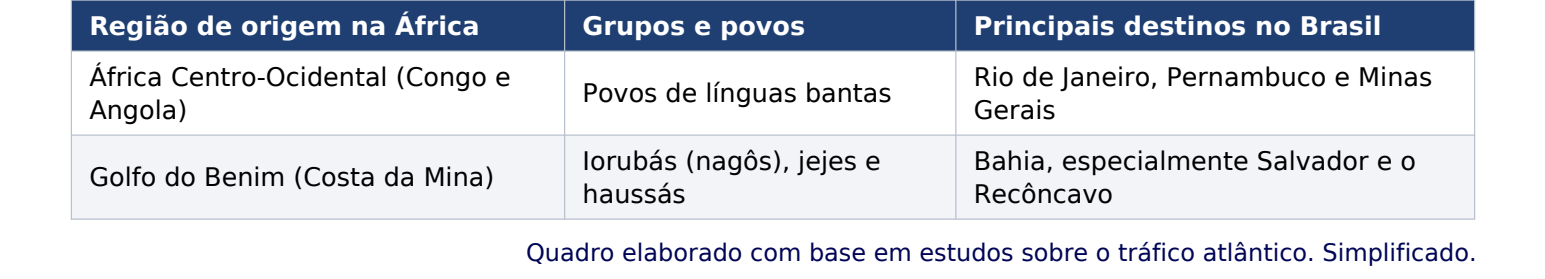 Região de origem na África
Grupos e povos
Principais destinos no Brasil
África Centro-Ocidental (Congo e
Angola)
Povos de línguas bantas
Rio de Janeiro, Pernambuco e Minas
Gerais
Golfo do Benim (Costa da Mina)
Iorubás (nagôs), jejes e
haussás
Bahia, especialmente Salvador e o
Recôncavo
Quadro elaborado com base em estudos sobre o tráfico atlântico. Simplificado.